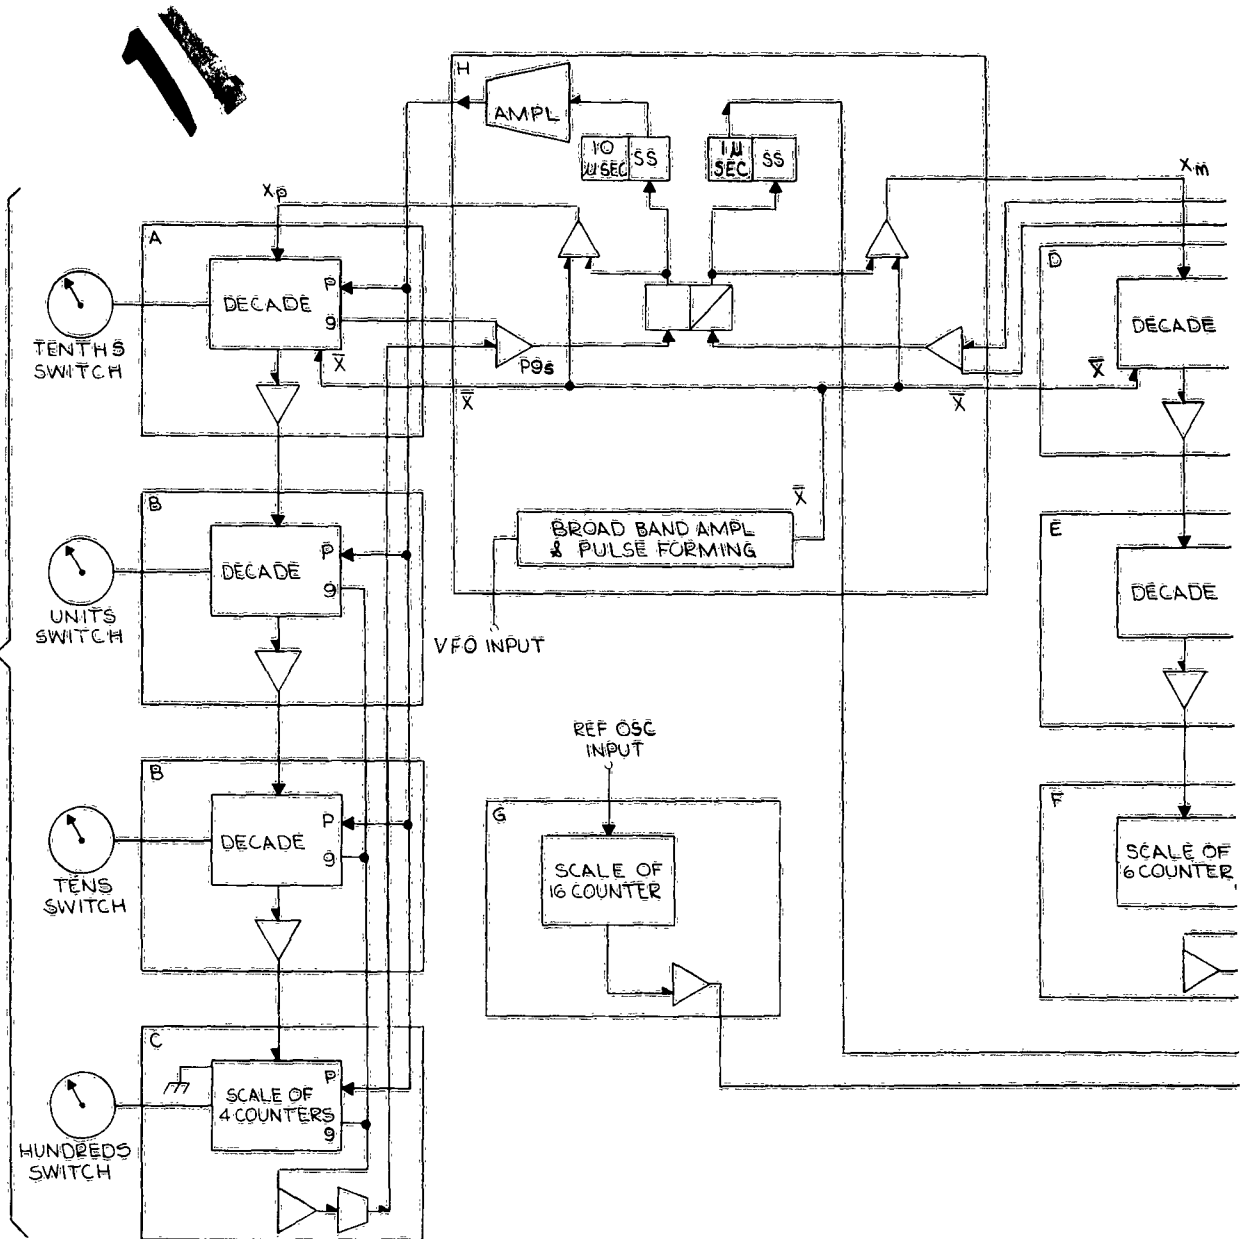 H
AMPL
10
μSEC
SS
1μ
SEC
SS
Xp
Xm
A
D
DECADE
P
9
TENTHS
SWITCH
X̅
P9s
X̅
X̅
X̅
DECADE
B
X̅
BROAD BAND AMPL
& PULSE FORMING
E
DECADE
P
9
UNITS
SWITCH
VFO INPUT
DECADE
REF OSC
INPUT
B
DECADE
P
9
TENS
SWITCH
G
SCALE OF
16 COUNTER
F
SCALE OF
6 COUNTER
C
SCALE OF
4 COUNTERS
P
9
HUNDREDS
SWITCH